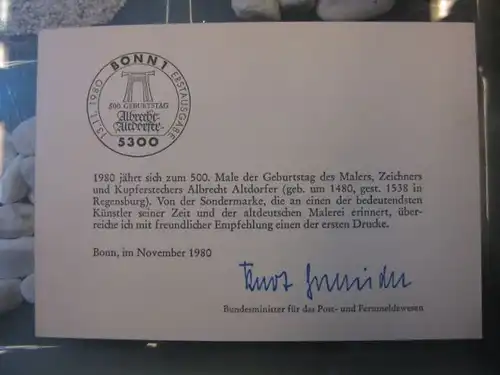 BONN 1
13.11.1980
ERSTAUSGABE
500. GEBURTSTAG
Albrecht
Altdorfer
5300
1980 jährt sich zum 500. Male der Geburtstag des Malers, Zeichners
und Kupferstechers Albrecht Altdorfer (geb. um 1480, gest. 1538 in
Regensburg). Von der Sondermarke, die an einen der bedeutendsten
Künstler seiner Zeit und der altdeutschen Malerei erinnert, über-
reiche ich mit freundlicher Empfehlung einen der ersten Drucke.
Bonn, im November 1980
Kurt
Bundesminister für das Post- und Fernmeldewesen